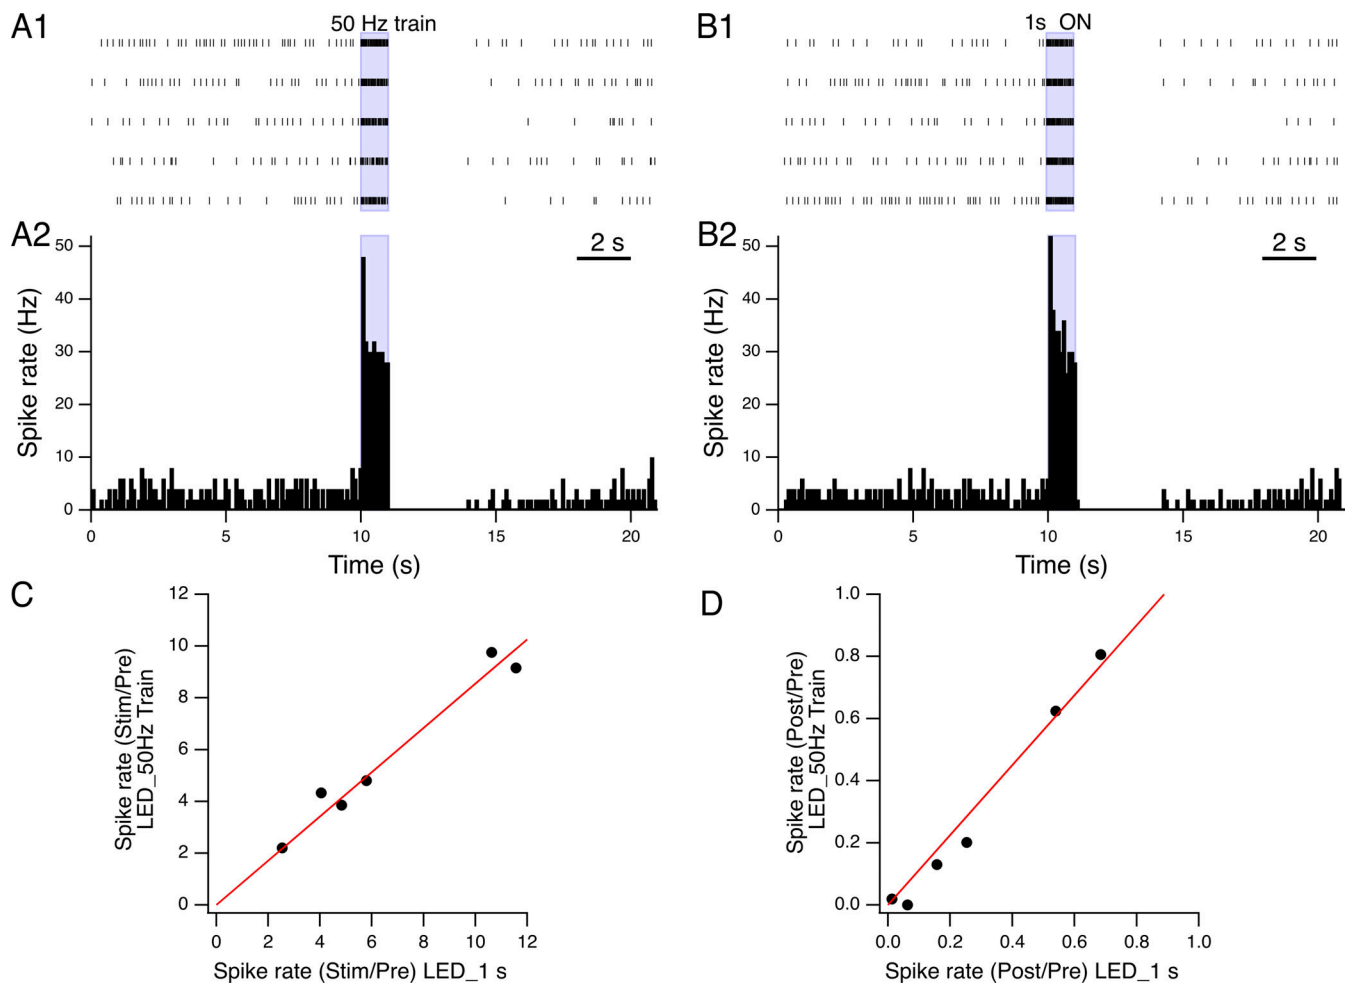 A1
50 Hz train
B1
1s ON
A2
2 s
50
40
30
20
10
0
Spike rate (Hz)
0 5 10 15 20
Time (s)
B2
2 s
50
40
30
20
10
0
Spike rate (Hz)
0 5 10 15 20
Time (s)
C
12
10
8
6
4
2
0
Spike rate (Stim/Pre)
LED_50Hz Train
0 2 4 6 8 10 12
Spike rate (Stim/Pre) LED_1 s
D
1.0
0.8
0.6
0.4
0.2
0.0
Spike rate (Post/Pre)
LED_50Hz Train
0.0 0.2 0.4 0.6 0.8 1.0
Spike rate (Post/Pre) LED_1 s